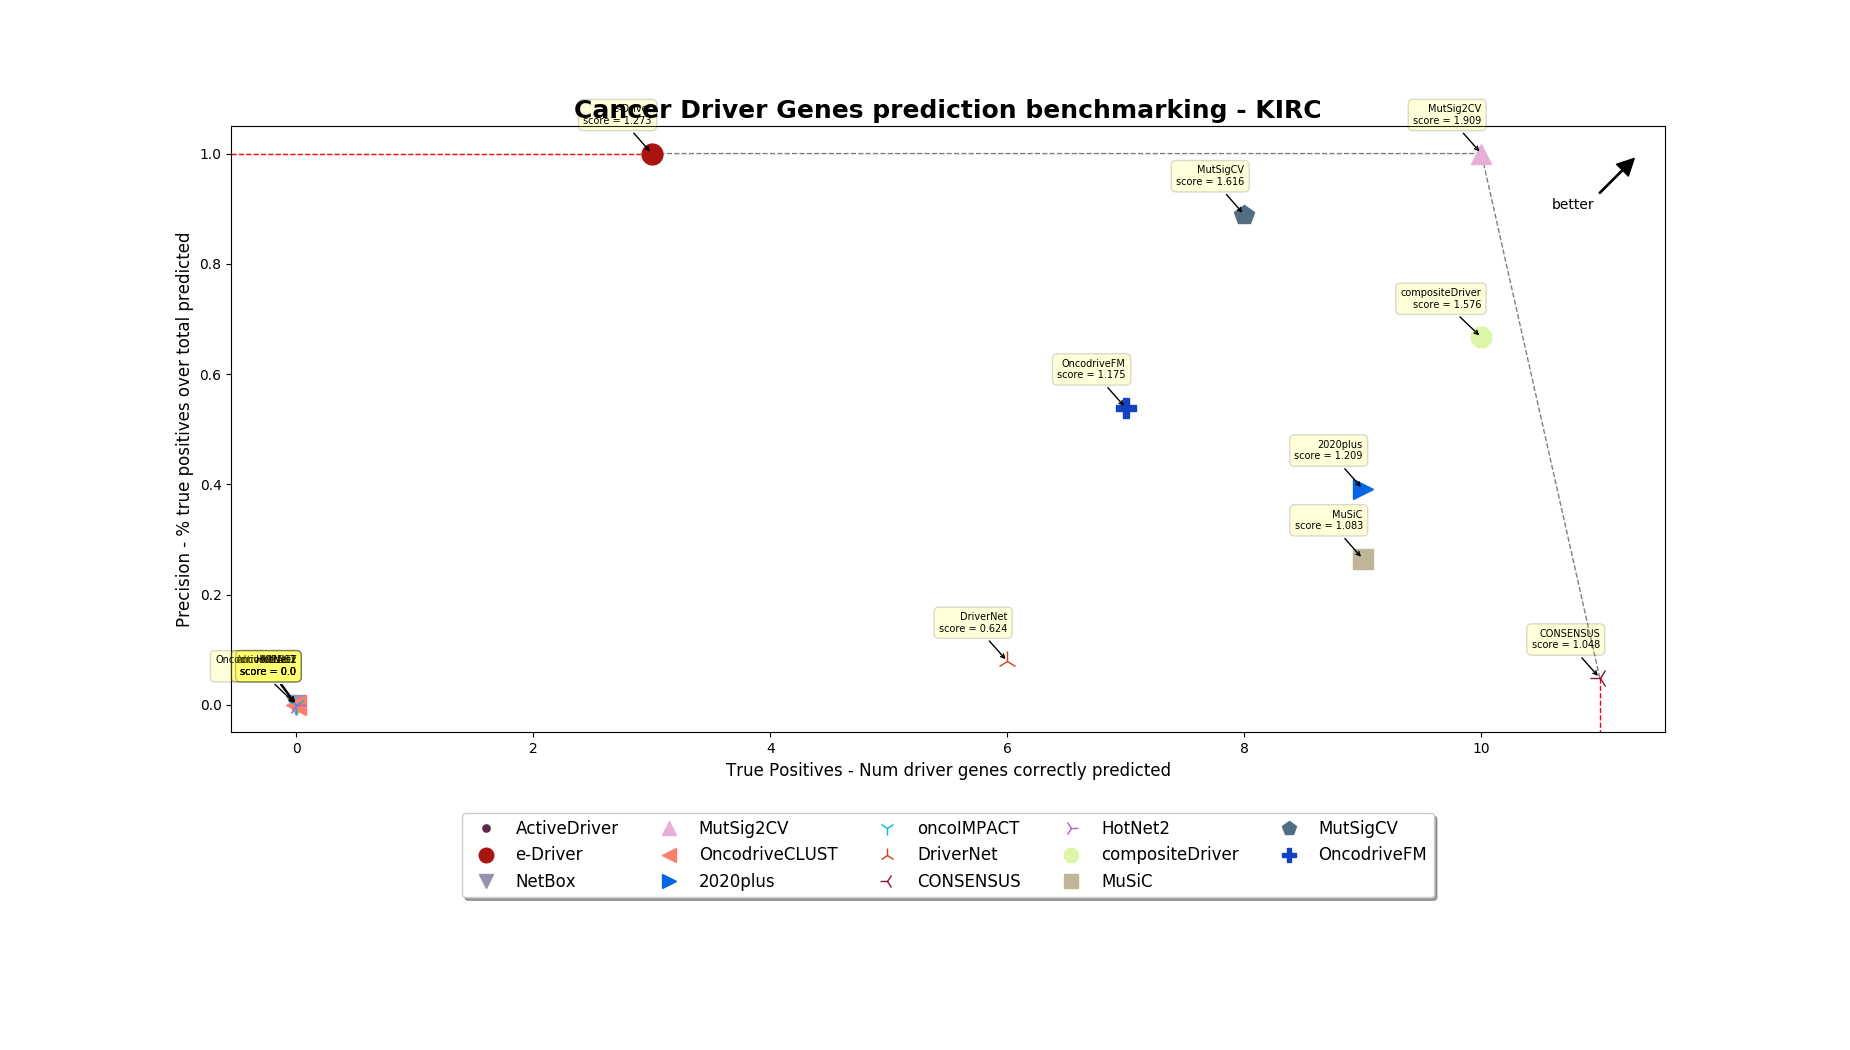 Cancer Driver Genes prediction benchmarking - KIRC
score = 1.273
MutSig2CV
score = 1.909
MutSigCV
score = 1.616
better
compositeDriver
score = 1.576
OncodriveFM
score = 1.175
2020plus
score = 1.209
MuSiC
score = 1.083
DriverNet
score = 0.624
CONSENSUS
score = 1.048
score = 0.0
Precision - % true positives over total predicted
1.0
0.8
0.6
0.4
0.2
0.0
0 2 4 6 8 10
True Positives - Num driver genes correctly predicted
ActiveDriver MutSig2CV oncoIMPACT HotNet2 MutSigCV
e-Driver OncodriveCLUST DriverNet compositeDriver OncodriveFM
NetBox 2020plus CONSENSUS MuSiC